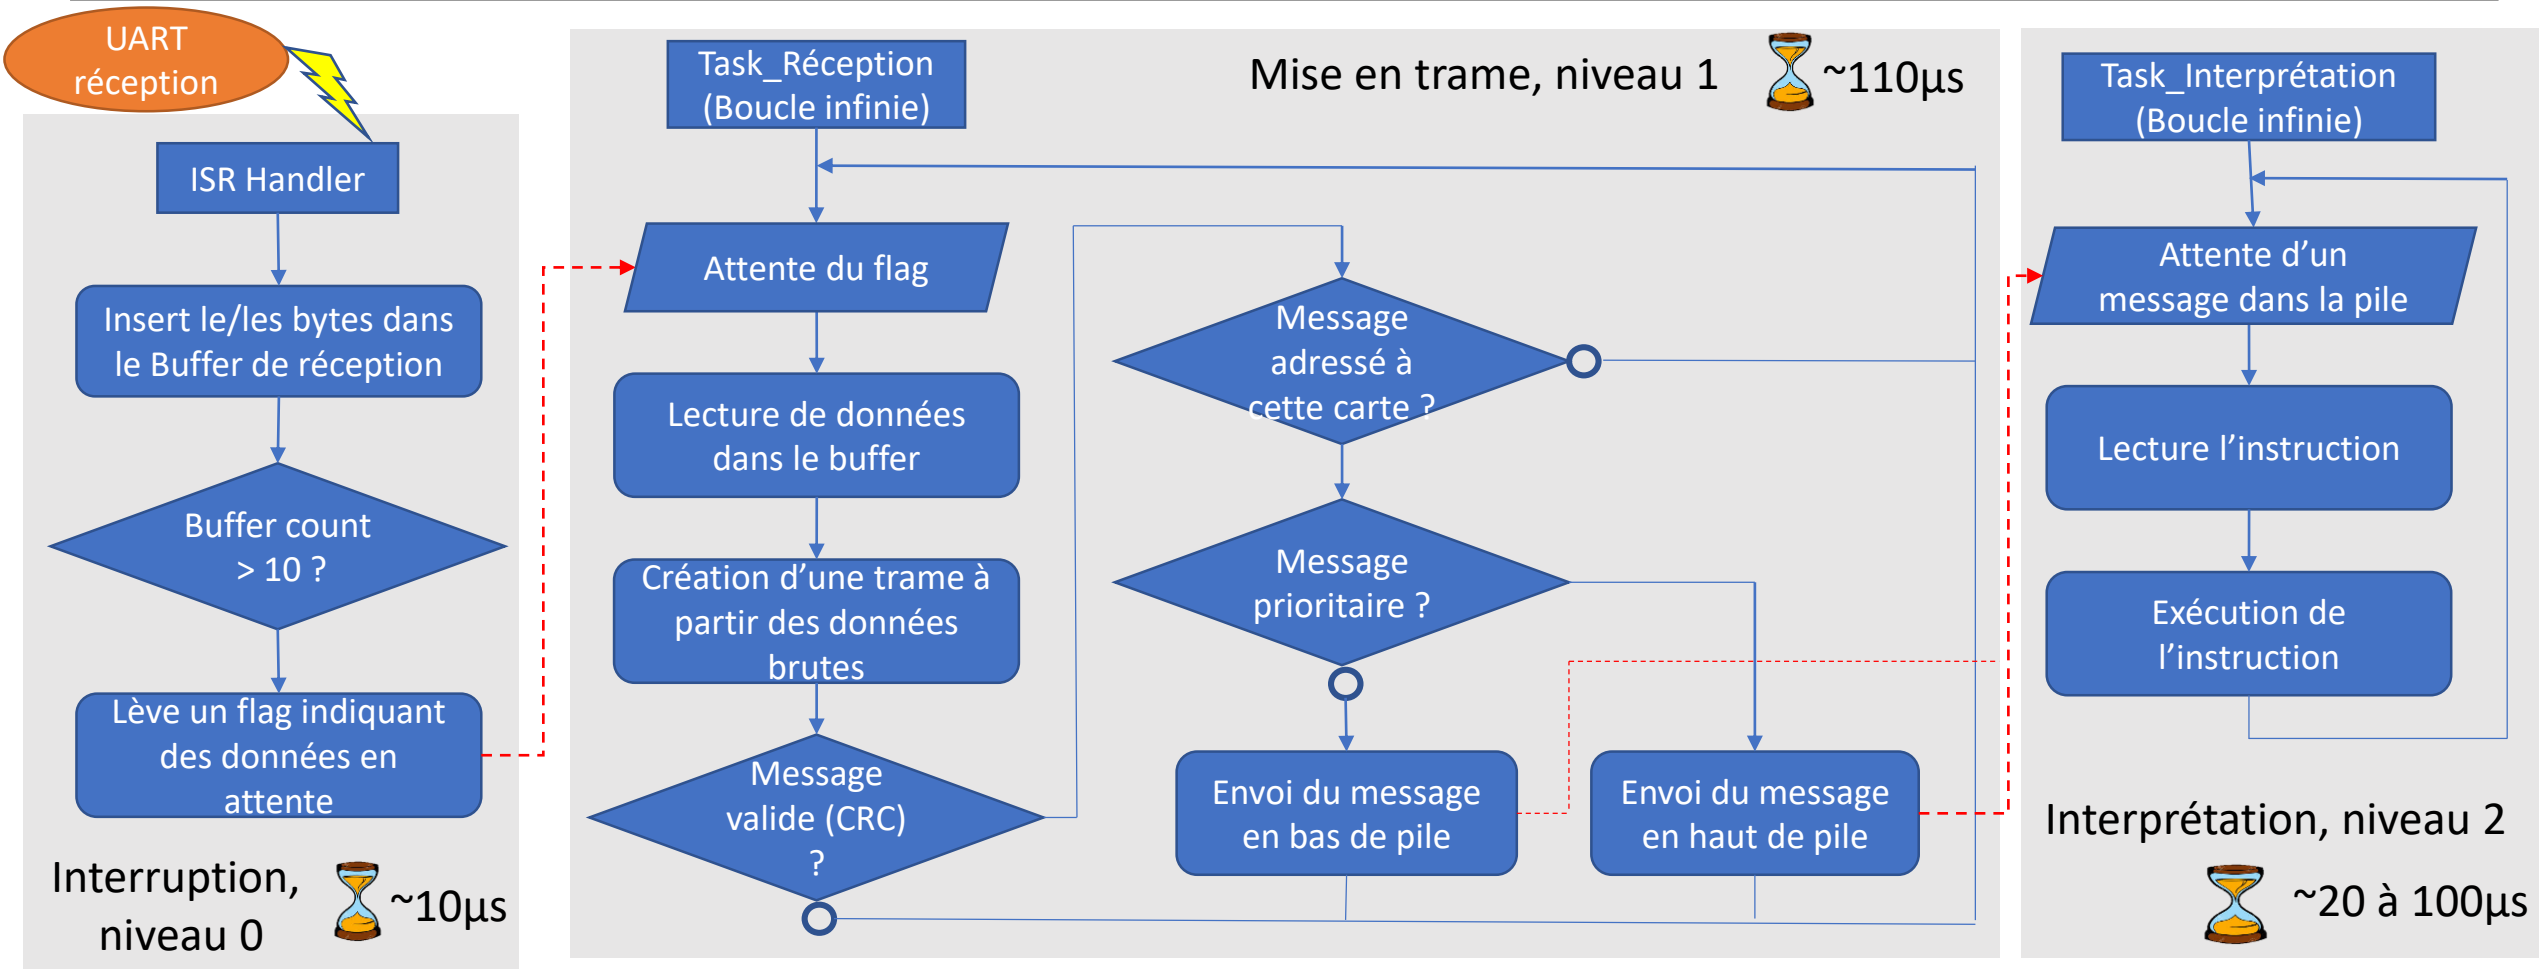 UART
réception
ISR Handler
Insert le/les bytes dans
le Buffer de réception
Buffer count
> 10 ?
Lève un flag indiquant
des données en
attente
Interruption,
niveau 0
~10µs
Task_Réception
(Boucle infinie)
Mise en trame, niveau 1
~110µs
Attente du flag
Lecture de données
dans le buffer
Création d’une trame à
partir des données
brutes
Message
valide (CRC)
?
Message
adressé à
cette carte ?
Message
prioritaire ?
Envoi du message
en bas de pile
Envoi du message
en haut de pile
Task_Interprétation
(Boucle infinie)
Attente d’un
message dans la pile
Lecture l’instruction
Exécution de
l’instruction
Interprétation, niveau 2
~20 à 100µs